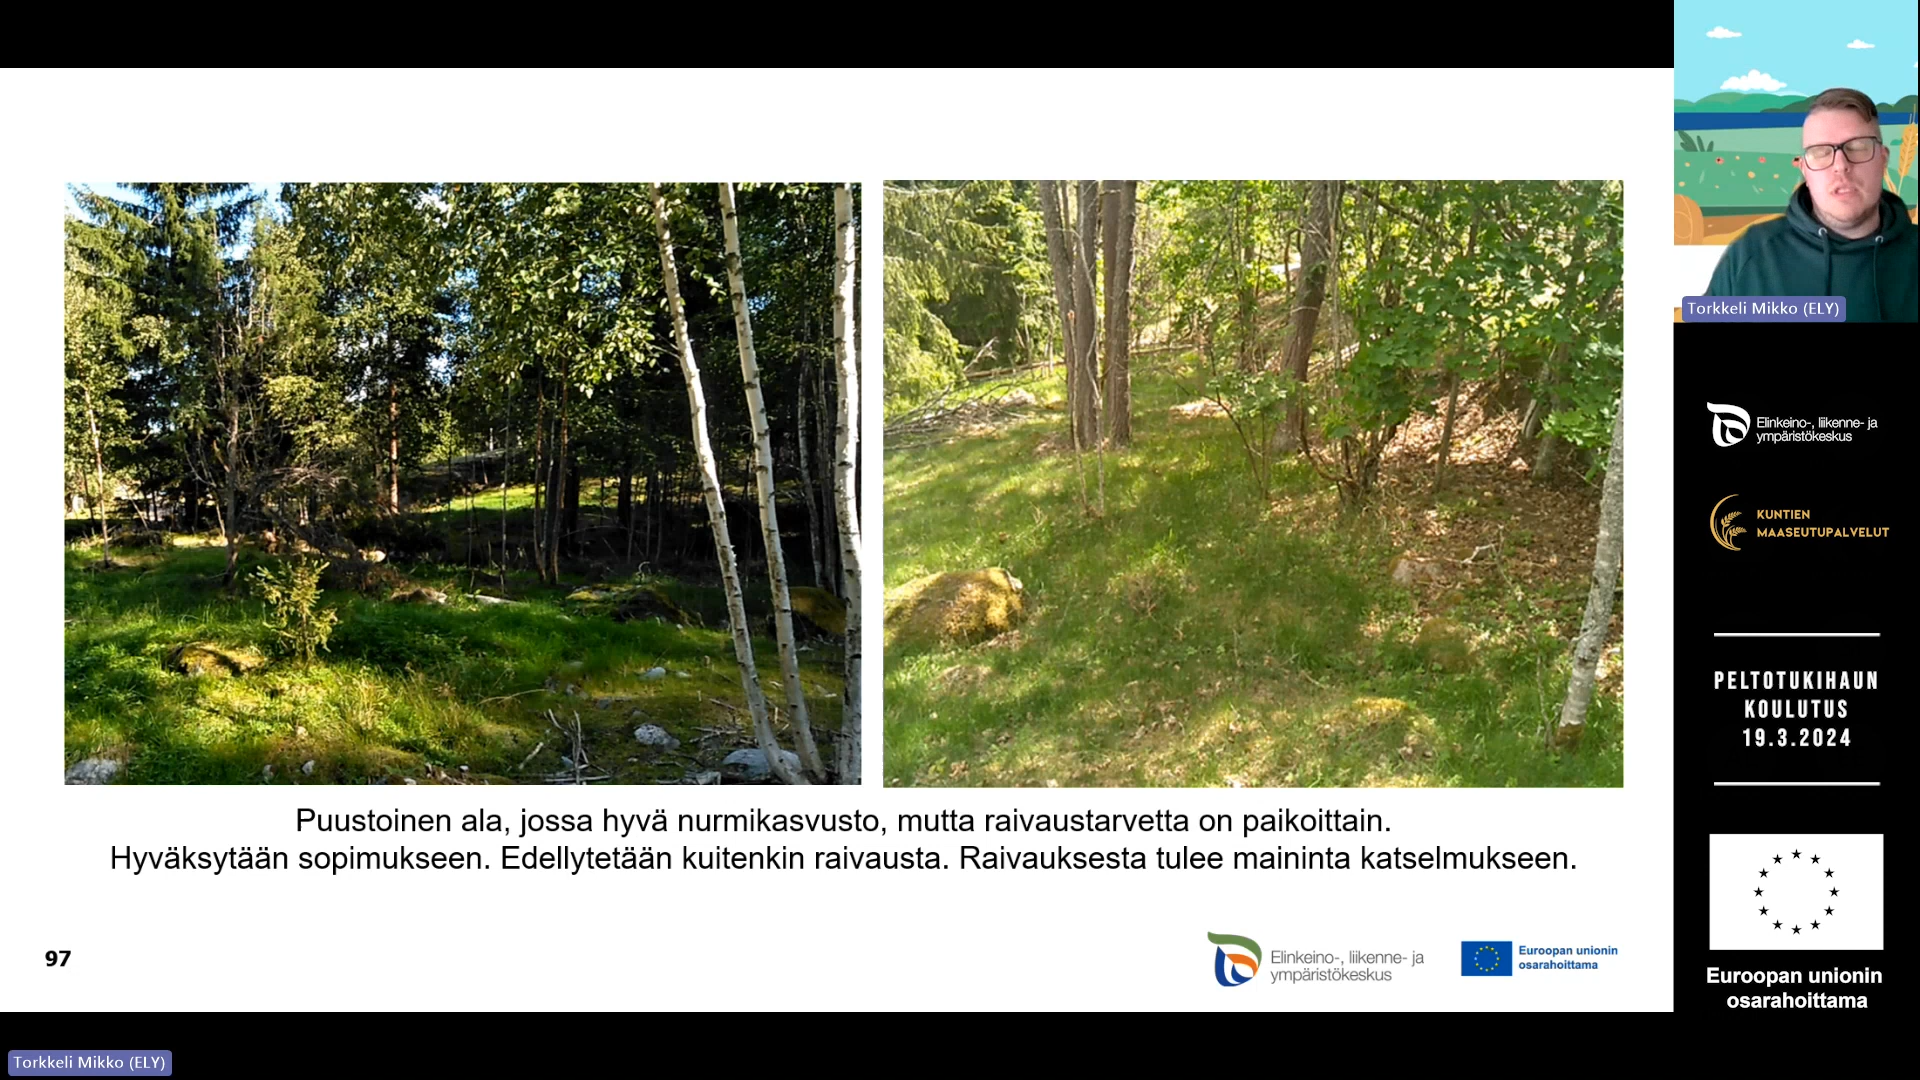 Puustoinen ala, jossa hyvä nurmikasvusto, mutta raivaustarvetta on paikoittain.
Hyväksytään sopimukseen. Edellytetään kuitenkin raivausta. Raivauksesta tulee maininta katselmukseen.
97
Elinkeino-, liikenne- ja
ympäristökeskus
Euroopan unionin
osarahoittama
Torkkeli Mikko (ELY)
Torkkeli Mikko (ELY)
Elinkeino-, liikenne- ja
ympäristökeskus
KUNTIEN
MAASEUTUPALVELUT
PELTOTUKIHAUN
KOULUTUS
19.3.2024
Euroopan unionin
osarahoittama